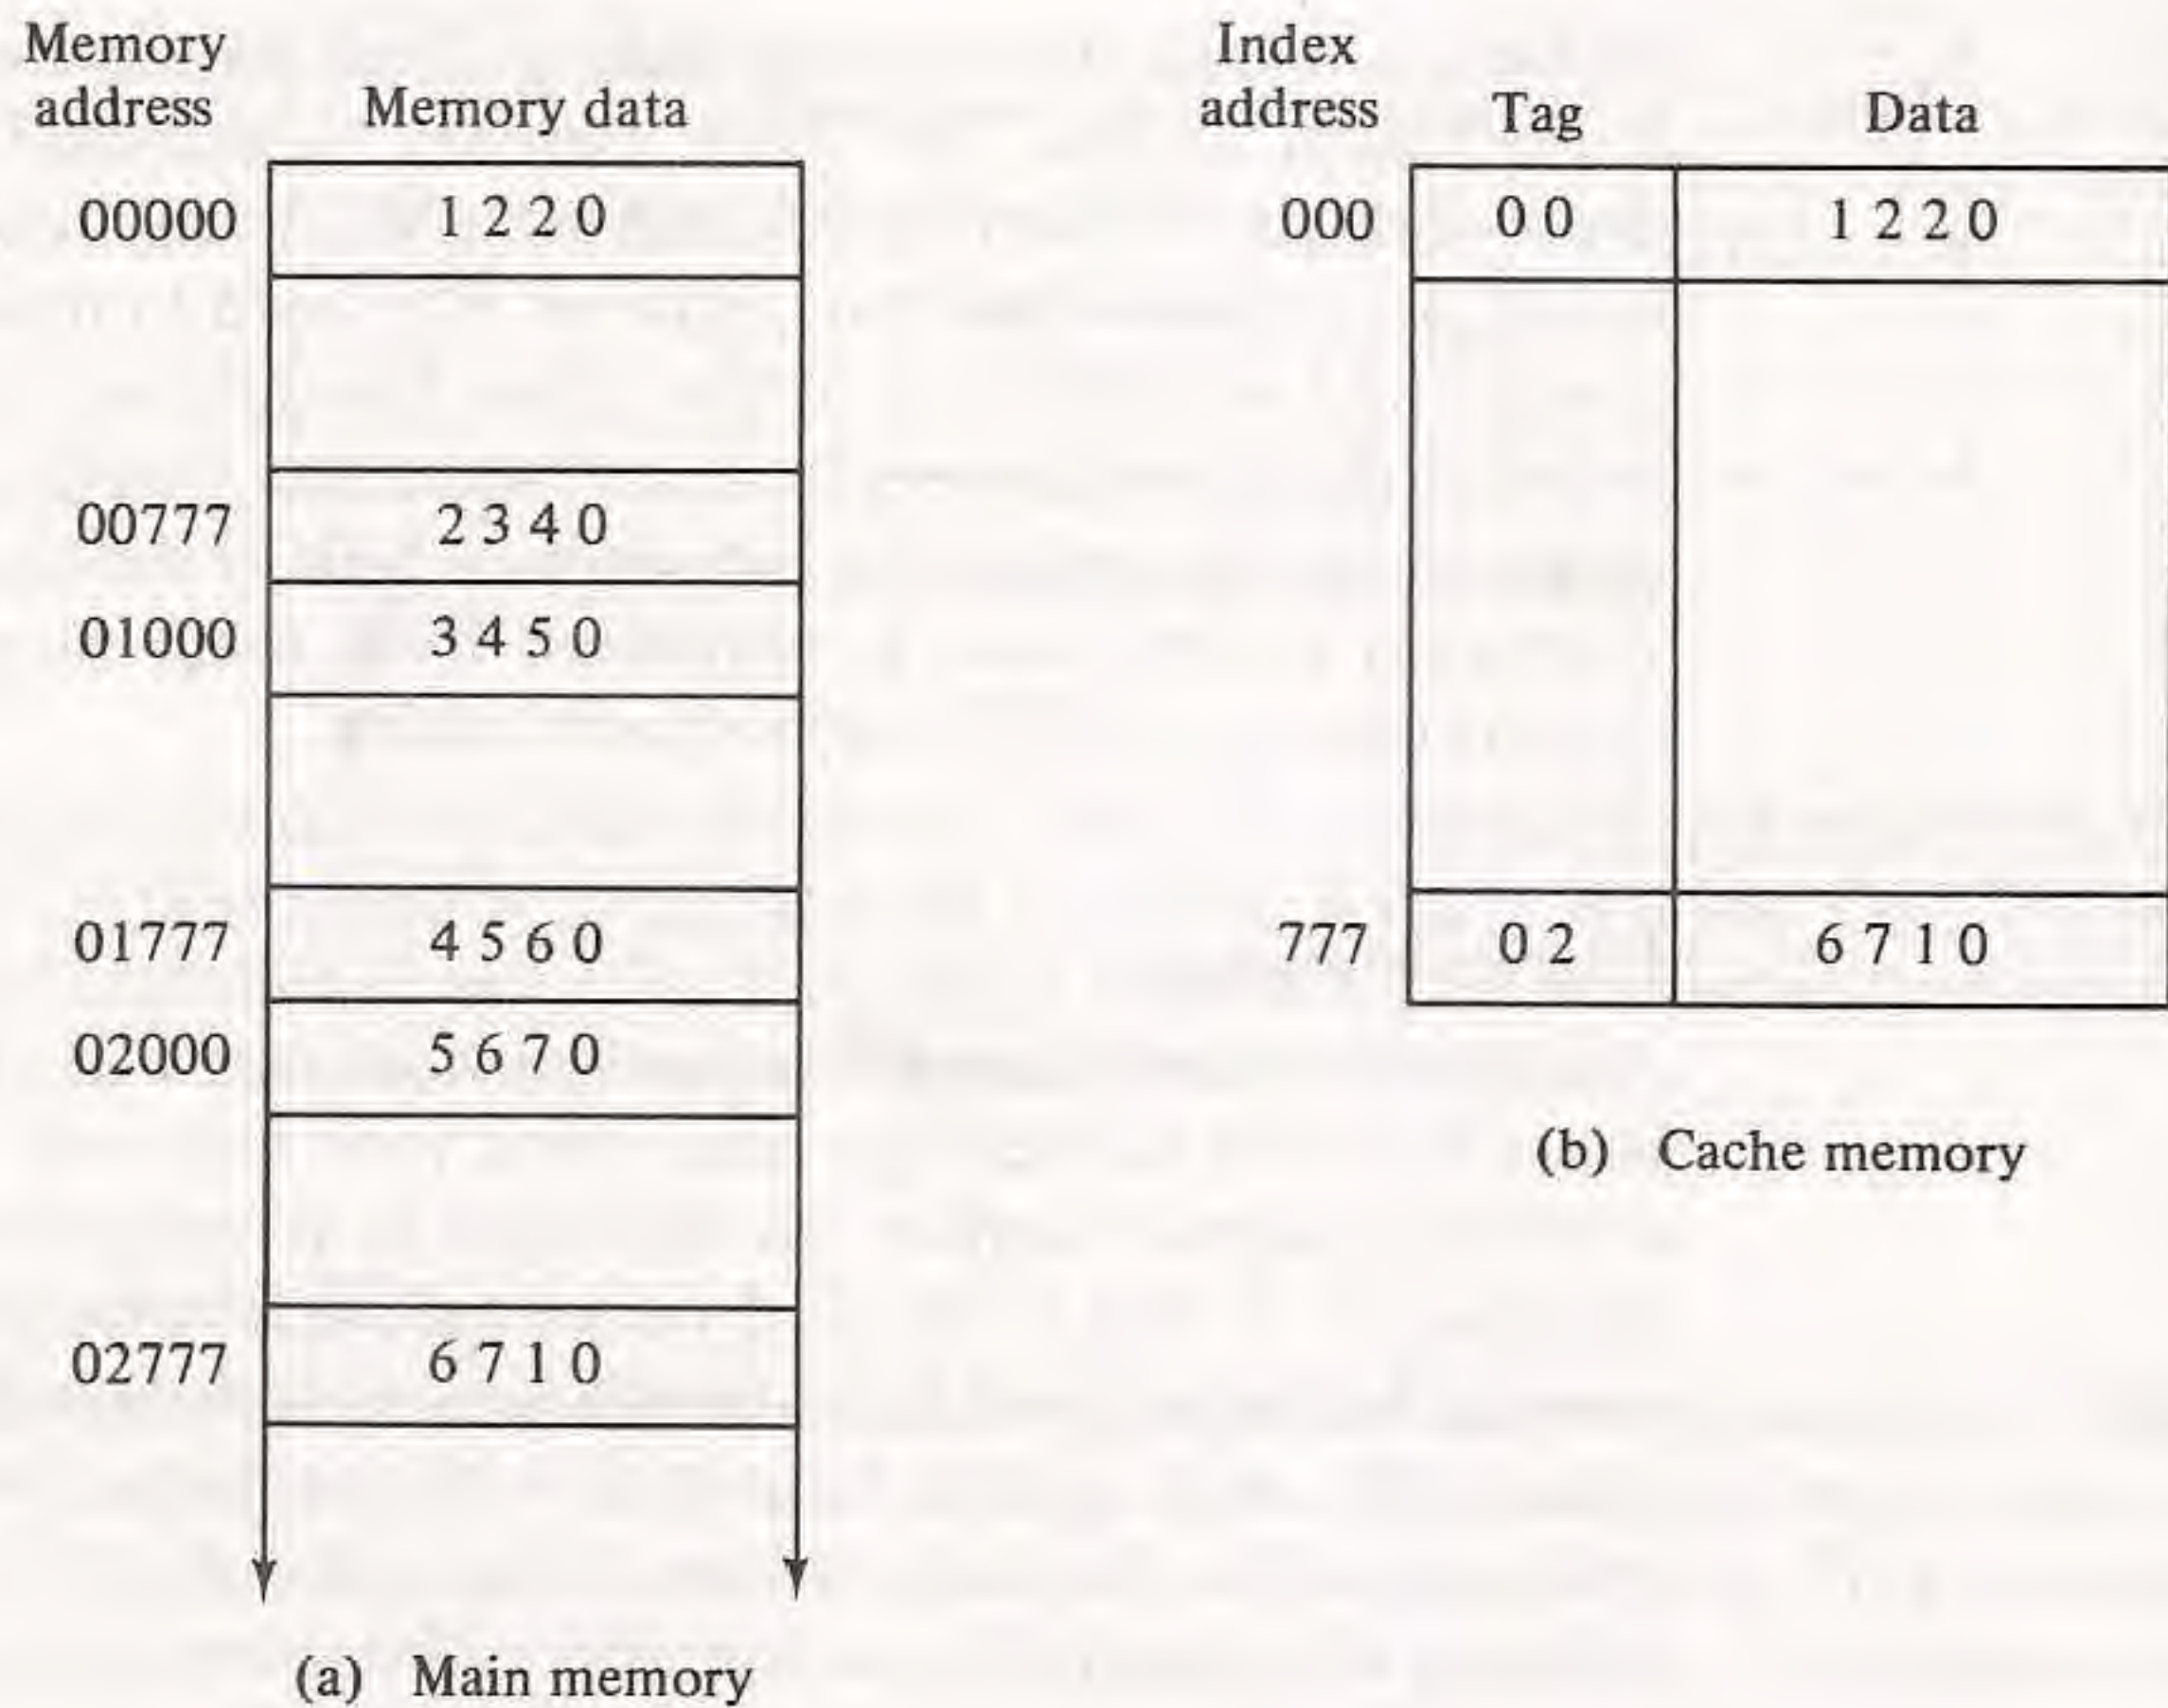 Memory
address Memory data
00000 1 2 2 0
00777 2 3 4 0
01000 3 4 5 0
01777 4 5 6 0
02000 5 6 7 0
02777 6 7 1 0
(a) Main memory
Index
address Tag Data
000 0 0 1 2 2 0
777 0 2 6 7 1 0
(b) Cache memory